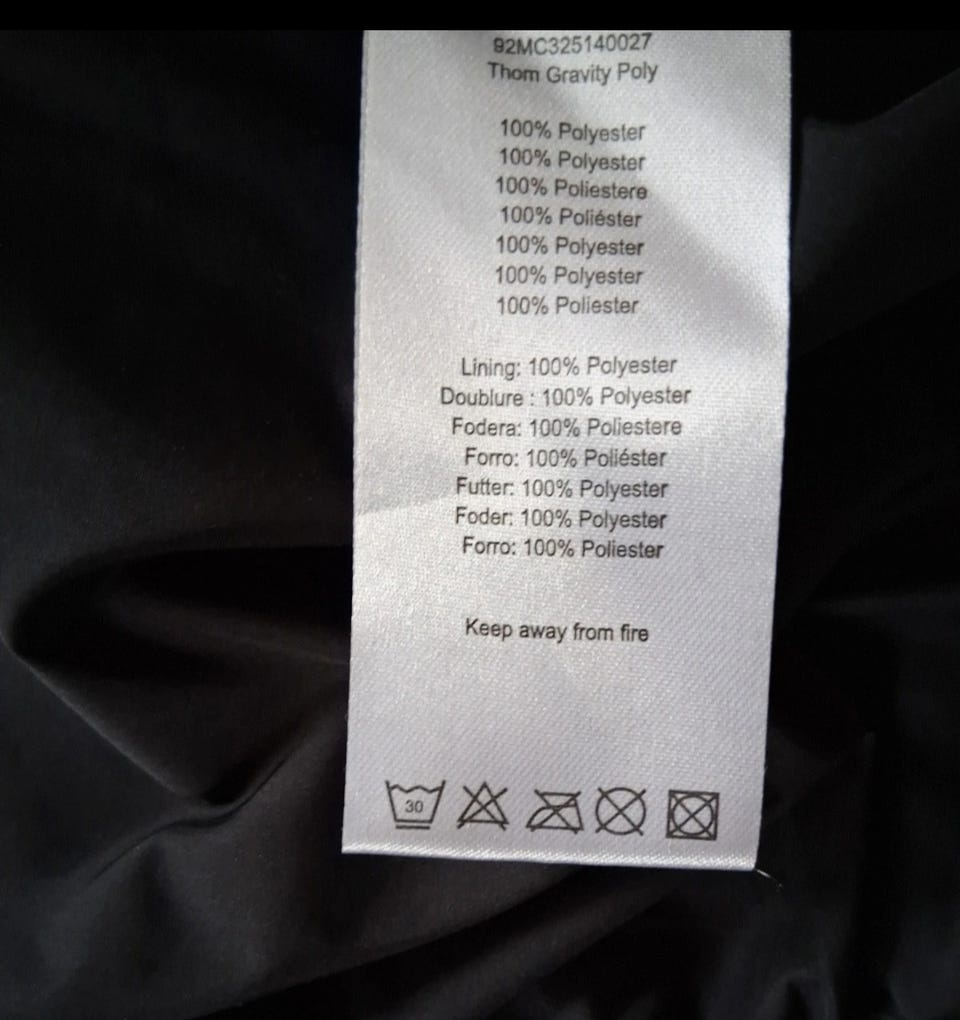 92MC325140027
Thom Gravity Poly
100% Polyester
100% Polyester
100% Poliestere
100% Poliéster
100% Polyester
100% Polyester
100% Poliester
Lining: 100% Polyester
Doublure : 100% Polyester
Fodera: 100% Poliestere
Forro: 100% Poliéster
Futter: 100% Polyester
Foder: 100% Polyester
Forro: 100% Poliester
Keep away from fire
30